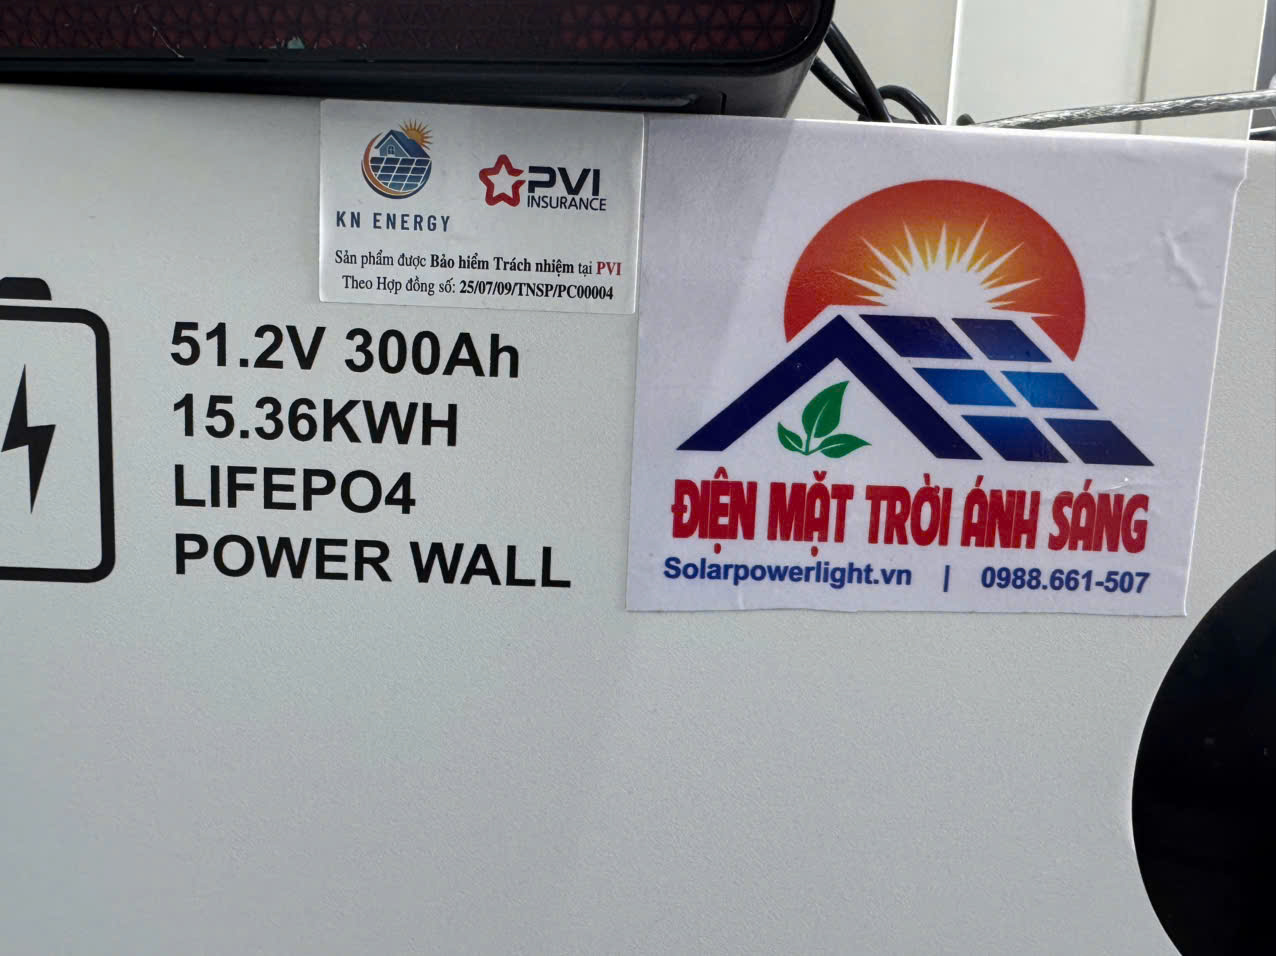 KN ENERGY
PVI
INSURANCE
Sản phẩm được Bảo hiểm Trách nhiệm tại PVI
Theo Hợp đồng số: 25/07/09/TNSP/PC00004
51.2V 300Ah
15.36KWH
LIFEPO4
POWER WALL
ĐIỆN MẶT TRỜI ÁNH SÁNG
Solarpowerlight.vn | 0988.661-507